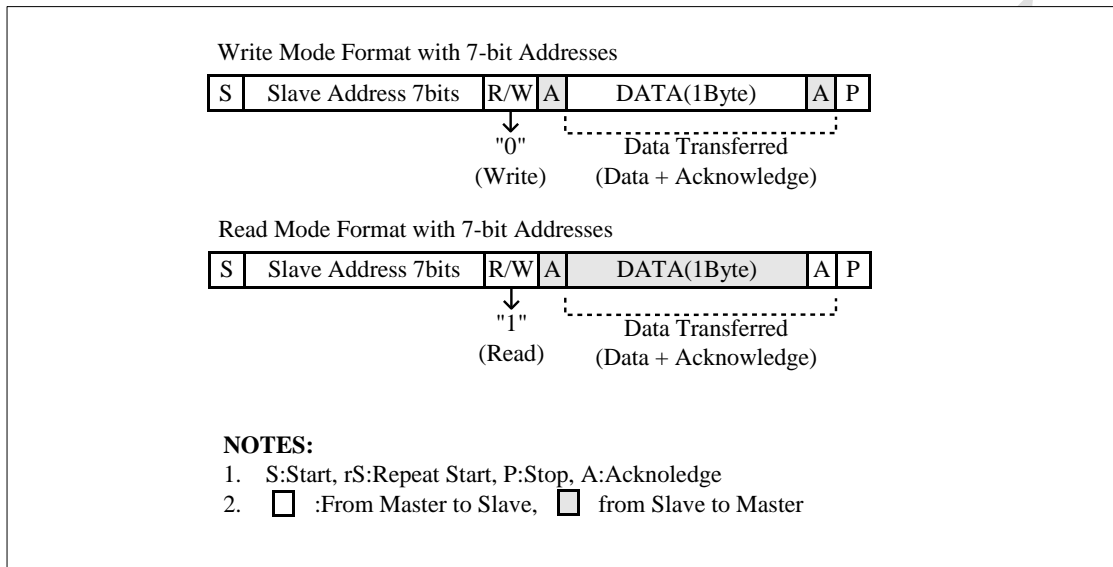 Write Mode Format with 7-bit Addresses
S Slave Address 7bits R/W A DATA(1Byte) A P
"0" Data Transferred
(Write) (Data + Acknowledge)
Read Mode Format with 7-bit Addresses
S Slave Address 7bits R/W A DATA(1Byte) A P
"1" Data Transferred
(Read) (Data + Acknowledge)
NOTES:
1. S:Start, rS:Repeat Start, P:Stop, A:Acknoledge
2. :From Master to Slave, from Slave to Master